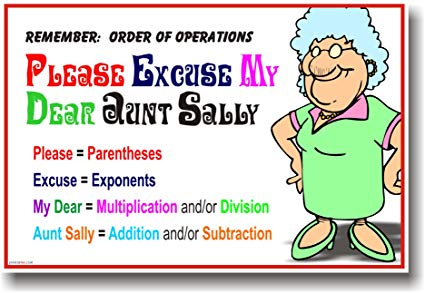 REMEMBER: ORDER OF OPERATIONS
PLEASE EXCUSE MY
DEAR AUNT SALLY
Please = Parentheses
Excuse = Exponents
My Dear = Multiplication and/or Division
Aunt Sally = Addition and/or Subtraction